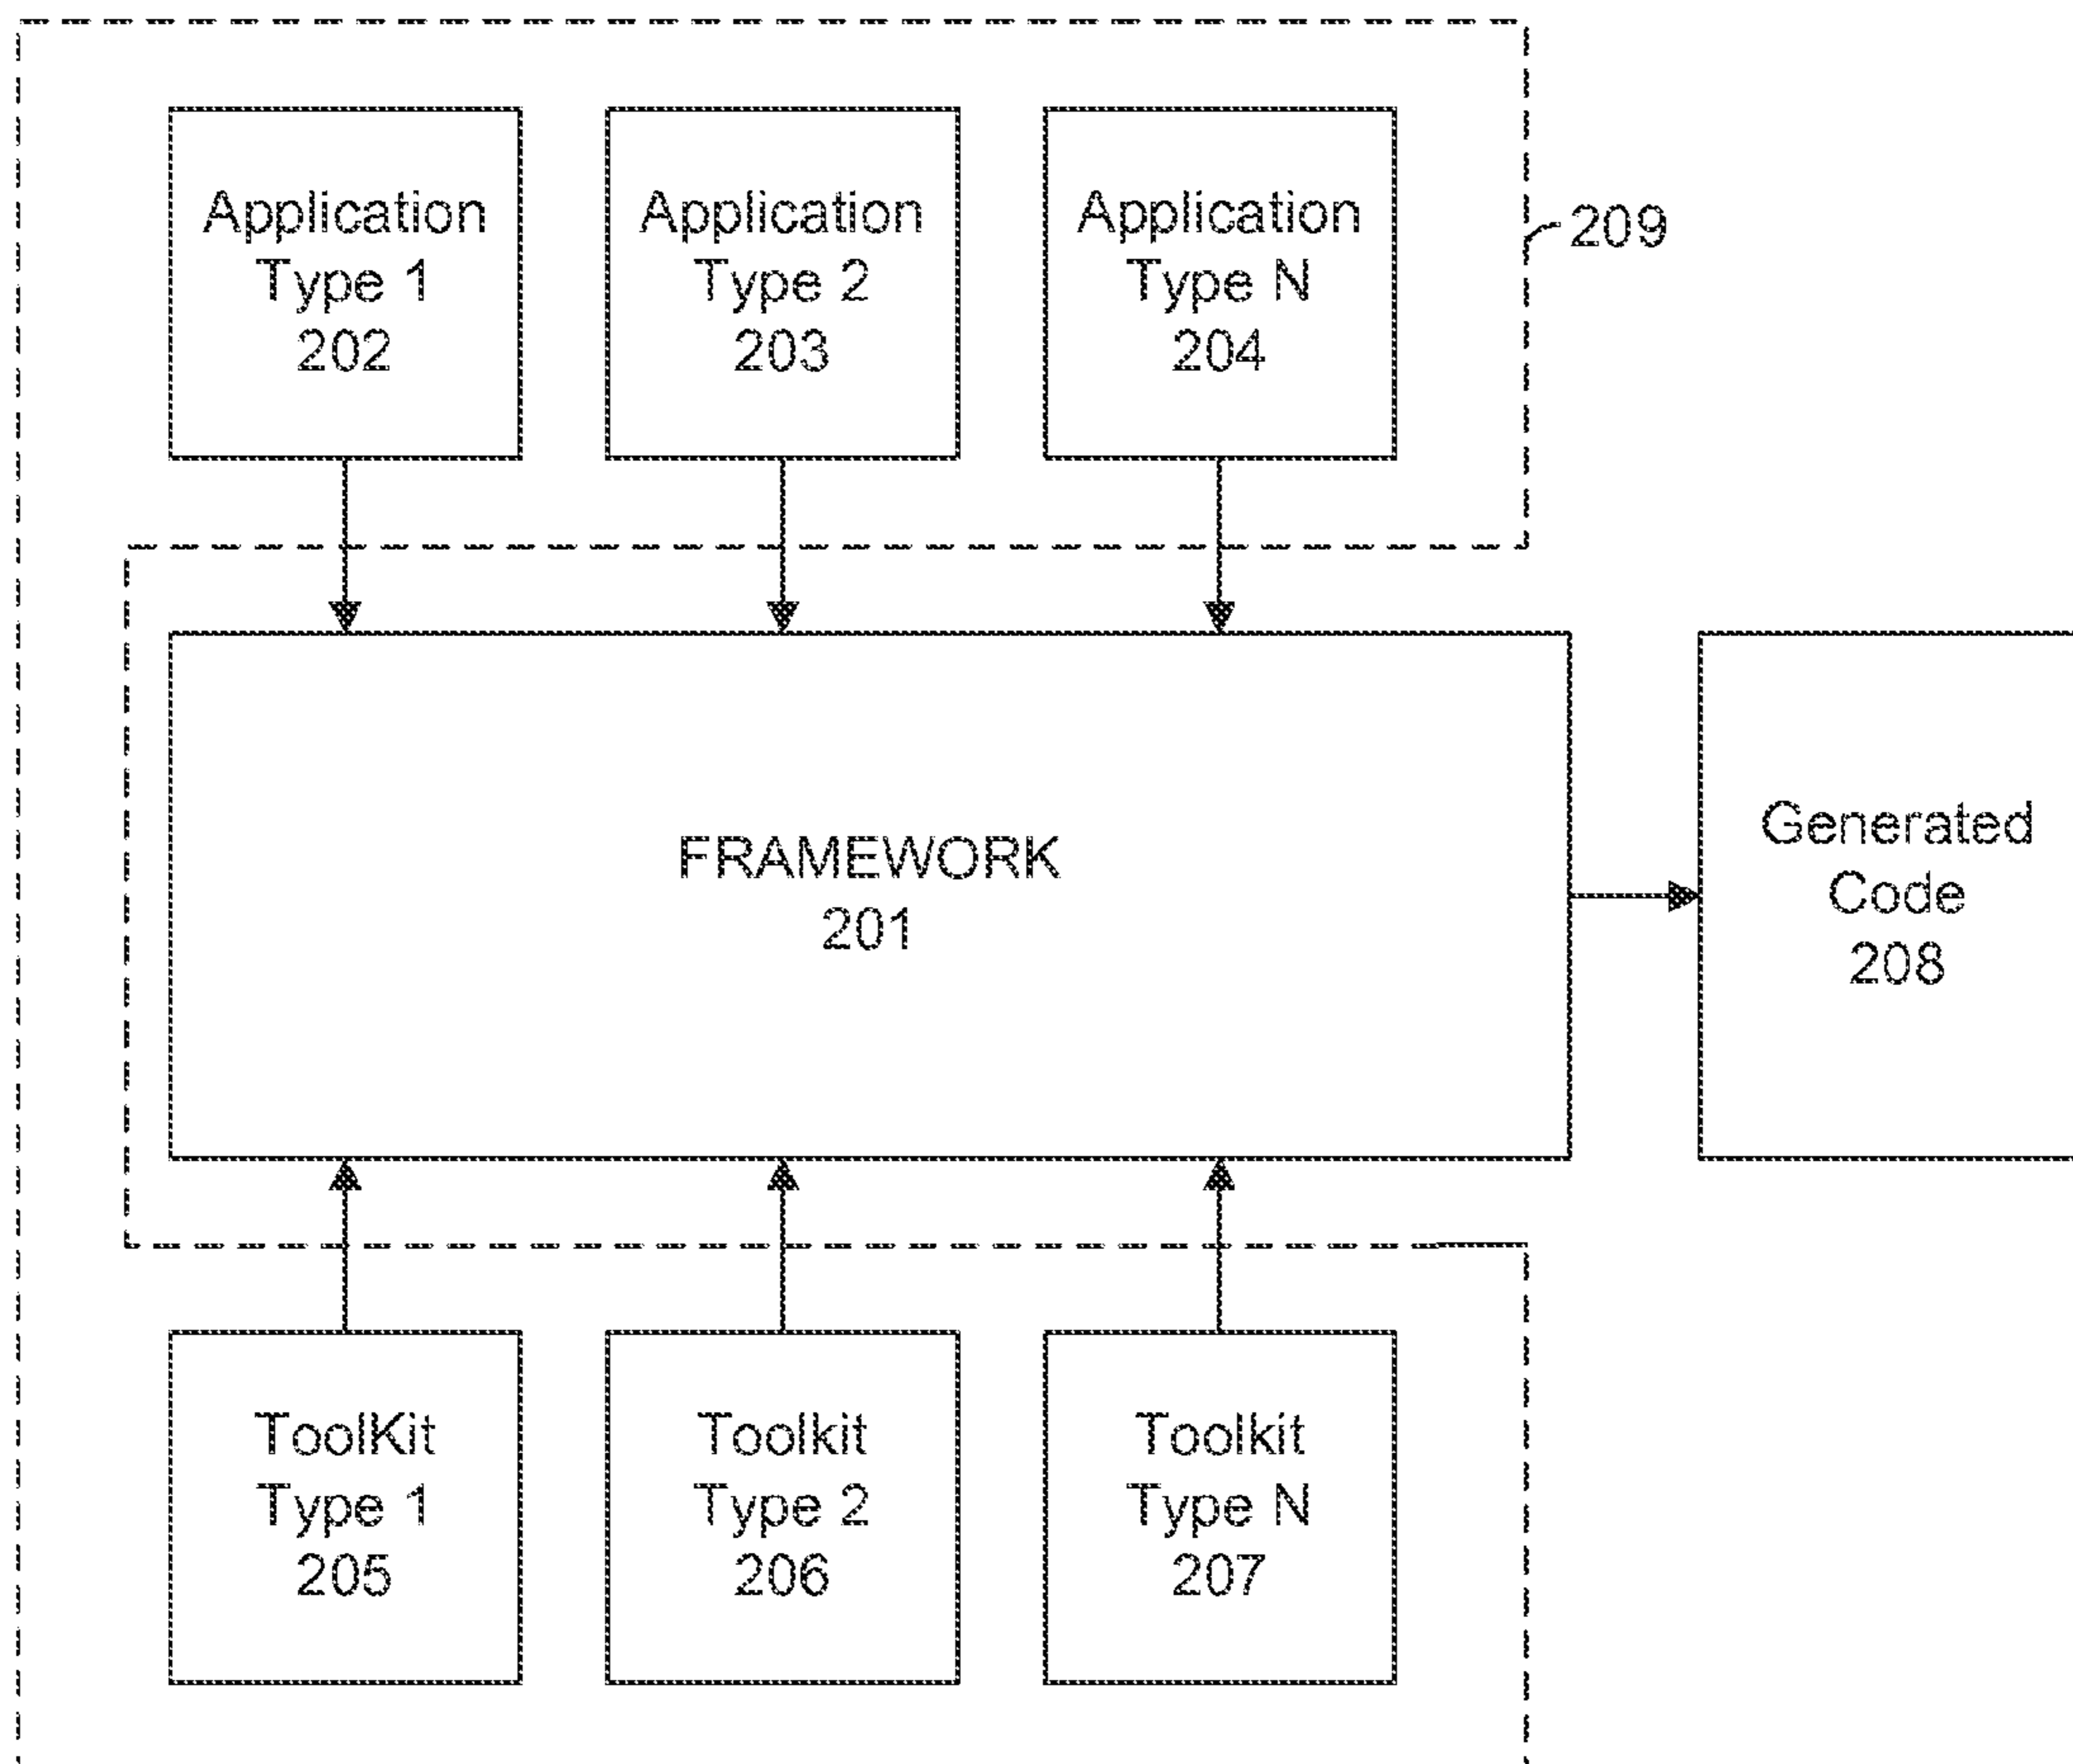 Application
Type 1
202
Application
Type 2
203
Application
Type N
204
209
FRAMEWORK
201
Generated
Code
208
ToolKit
Type 1
205
Toolkit
Type 2
206
Toolkit
Type N
207